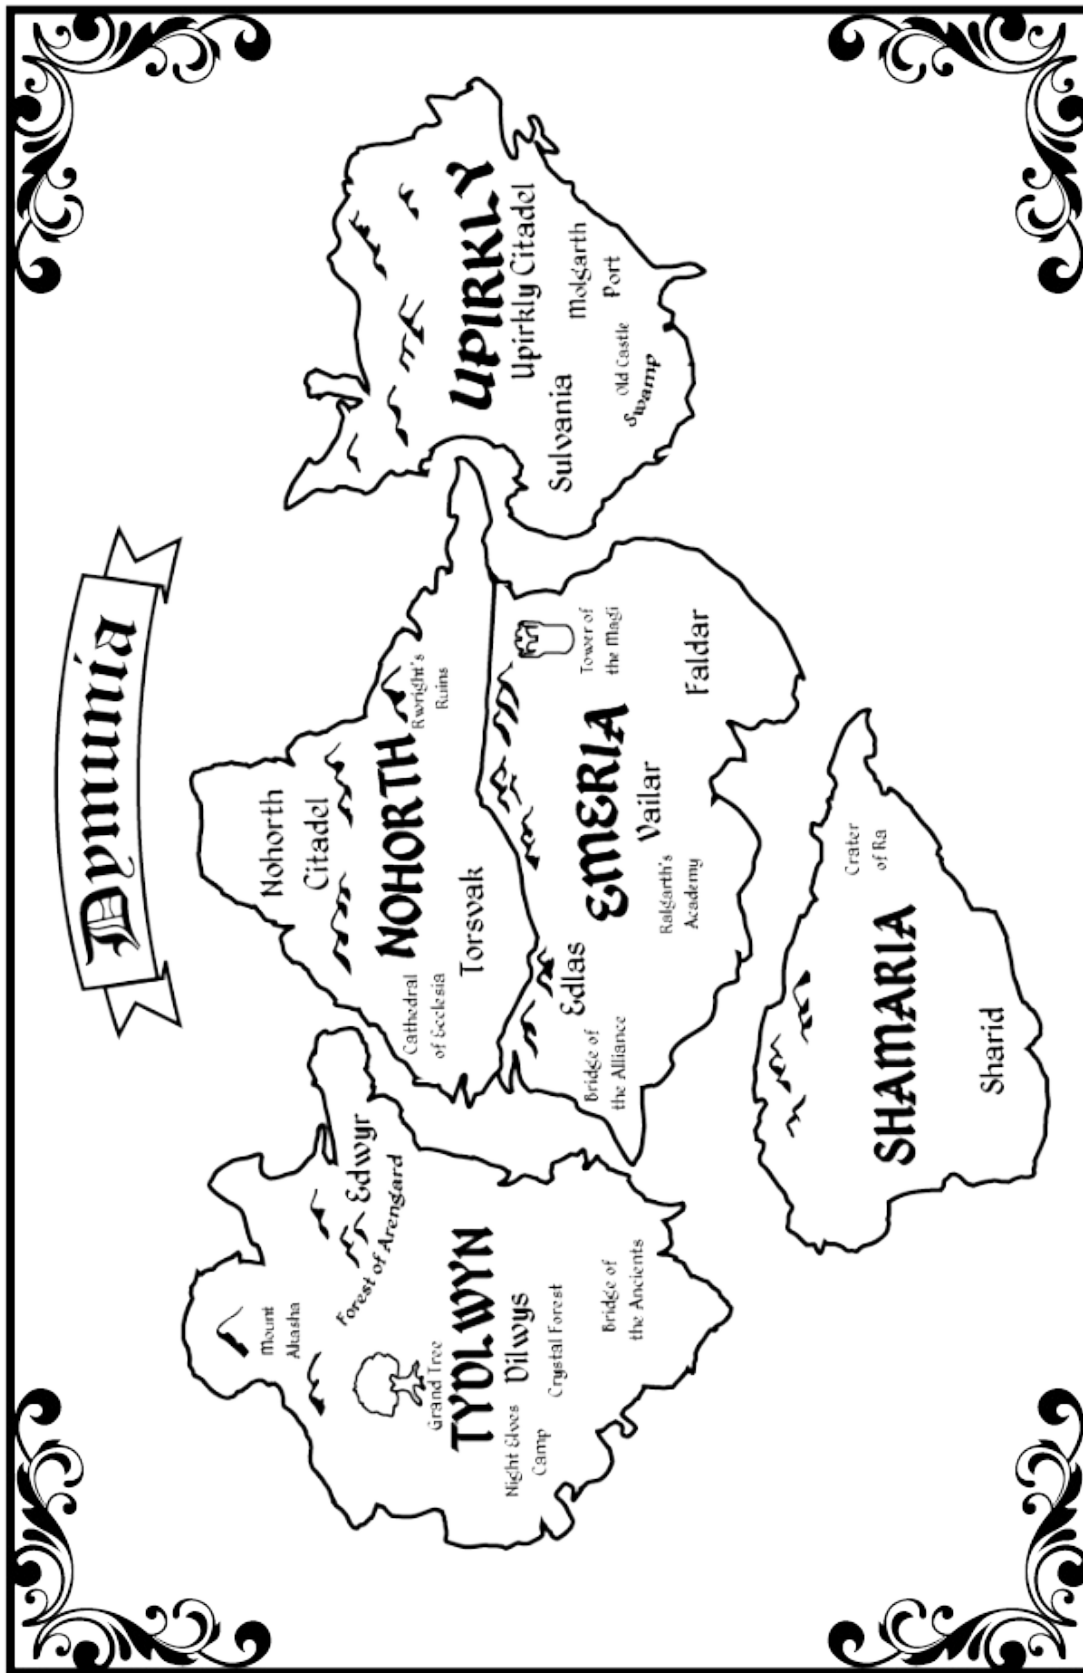 Dymunia
Mount
Akasha
Forest of Arengard
Edwyr
Grand Tree
TYDLWYN
Night Elves
Camp
Dilwys
Crystal Forest
Bridge of
the Ancients
Nohorth
Citadel
NOHORTH
Rwright's
Ruins
Cathedral
of Ecclesia
Torsvak
Edlas
Bridge of
the Alliance
EMERIA
Tower of
the Magi
Vailar
Ralgarth's
Academy
Faldar
UPIRKLY
Upirkly Citadel
Sulvania
Molgarth
Port
Old Castle
Swamp
Crater
of Ra
SHAMARIA
Sharid